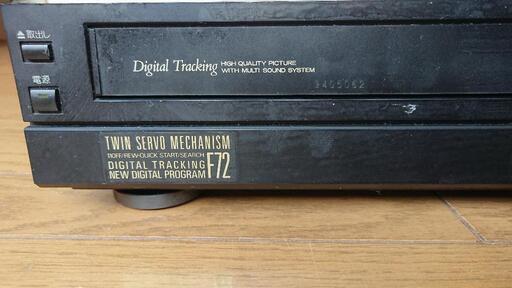 ▲取出し
Digital Tracking
HIGH QUALITY PICTURE
WITH MULTI SOUND SYSTEM
電源
TWIN SERVO MECHANISM
DIGITAL TRACKING
NEW DIGITAL PROGRAM
F72